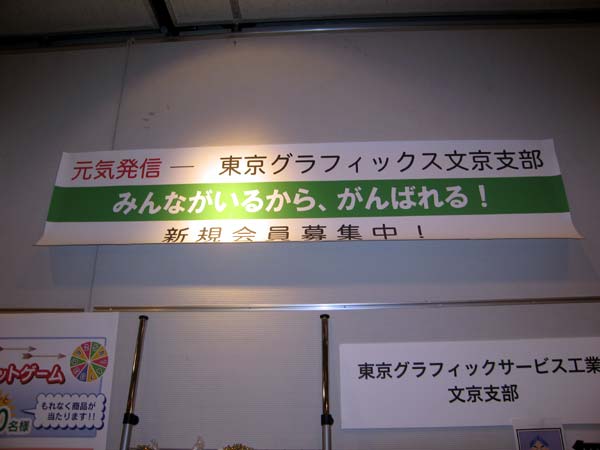 元気発信 ― 東京グラフィックス文京支部
みんながいるから、がんばれる！
新規会員募集中！
ットゲーム
もれなく商品が
当たります!!
0名様
東京グラフィックサービス工業
文京支部